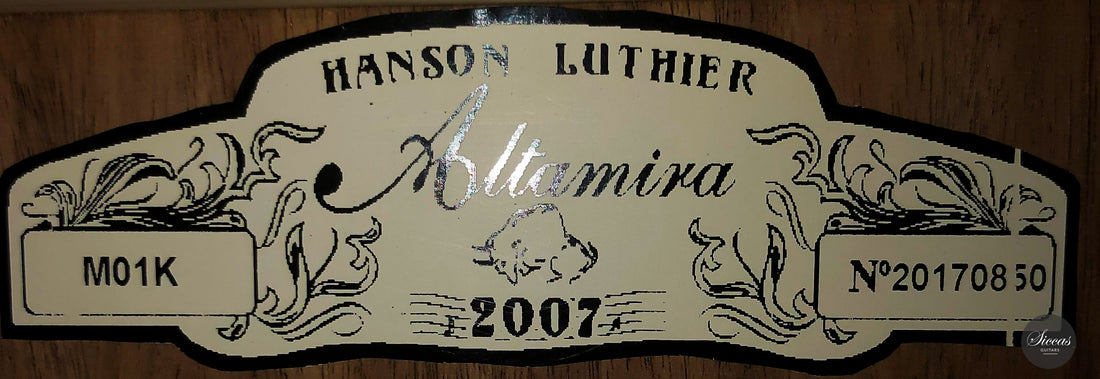 HANSON LUTHIER
Altamira
M01K
Nº20170850
2007
Siccas
GUITARS